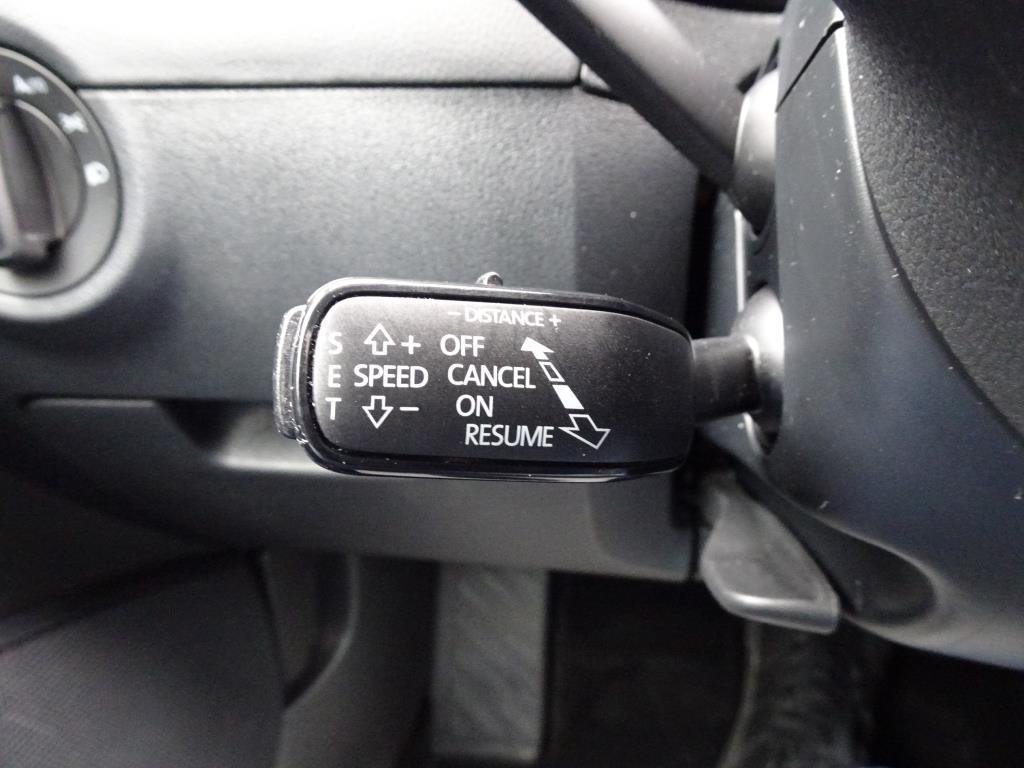 – DISTANCE +
S + OFF
E SPEED CANCEL
T – ON
RESUME